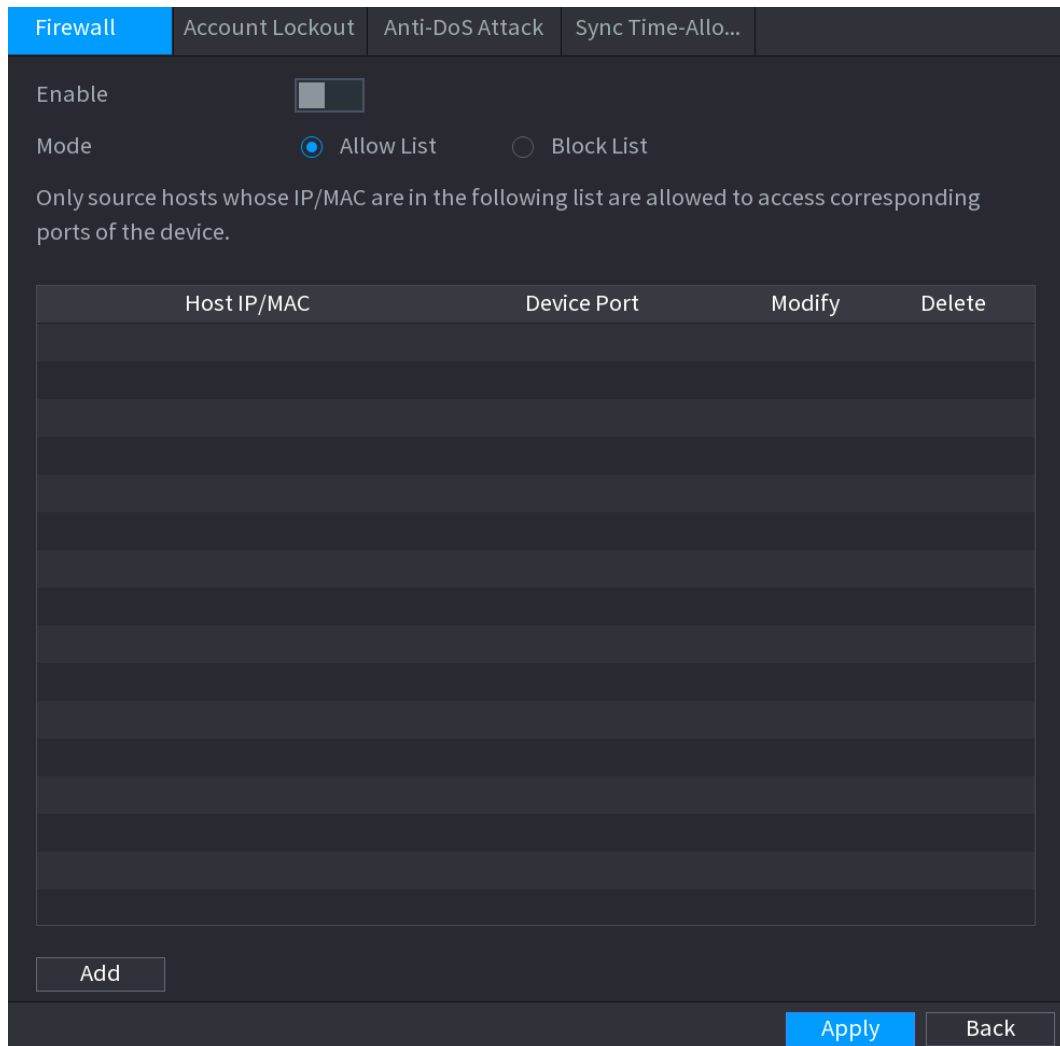 Firewall Account Lockout Anti-DoS Attack Sync Time-Allo...
Enable
Mode Allow List Block List
Only source hosts whose IP/MAC are in the following list are allowed to access corresponding
ports of the device.
Host IP/MAC Device Port Modify Delete
Add
Apply Back